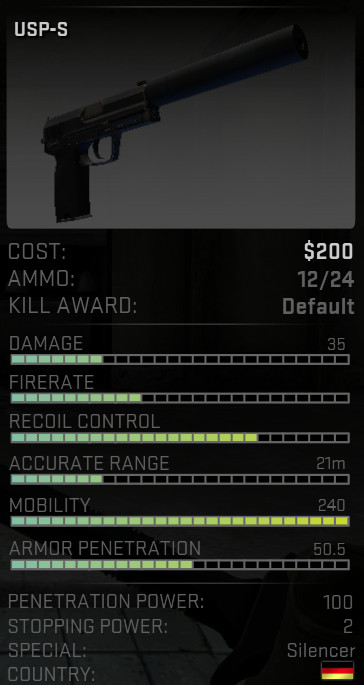 USP-S
COST: $200
AMMO: 12/24
KILL AWARD: Default
DAMAGE 35
FIRERATE
RECOIL CONTROL
ACCURATE RANGE 21m
MOBILITY 240
ARMOR PENETRATION 50.5
PENETRATION POWER: 100
STOPPING POWER: 2
SPECIAL: Silencer
COUNTRY: